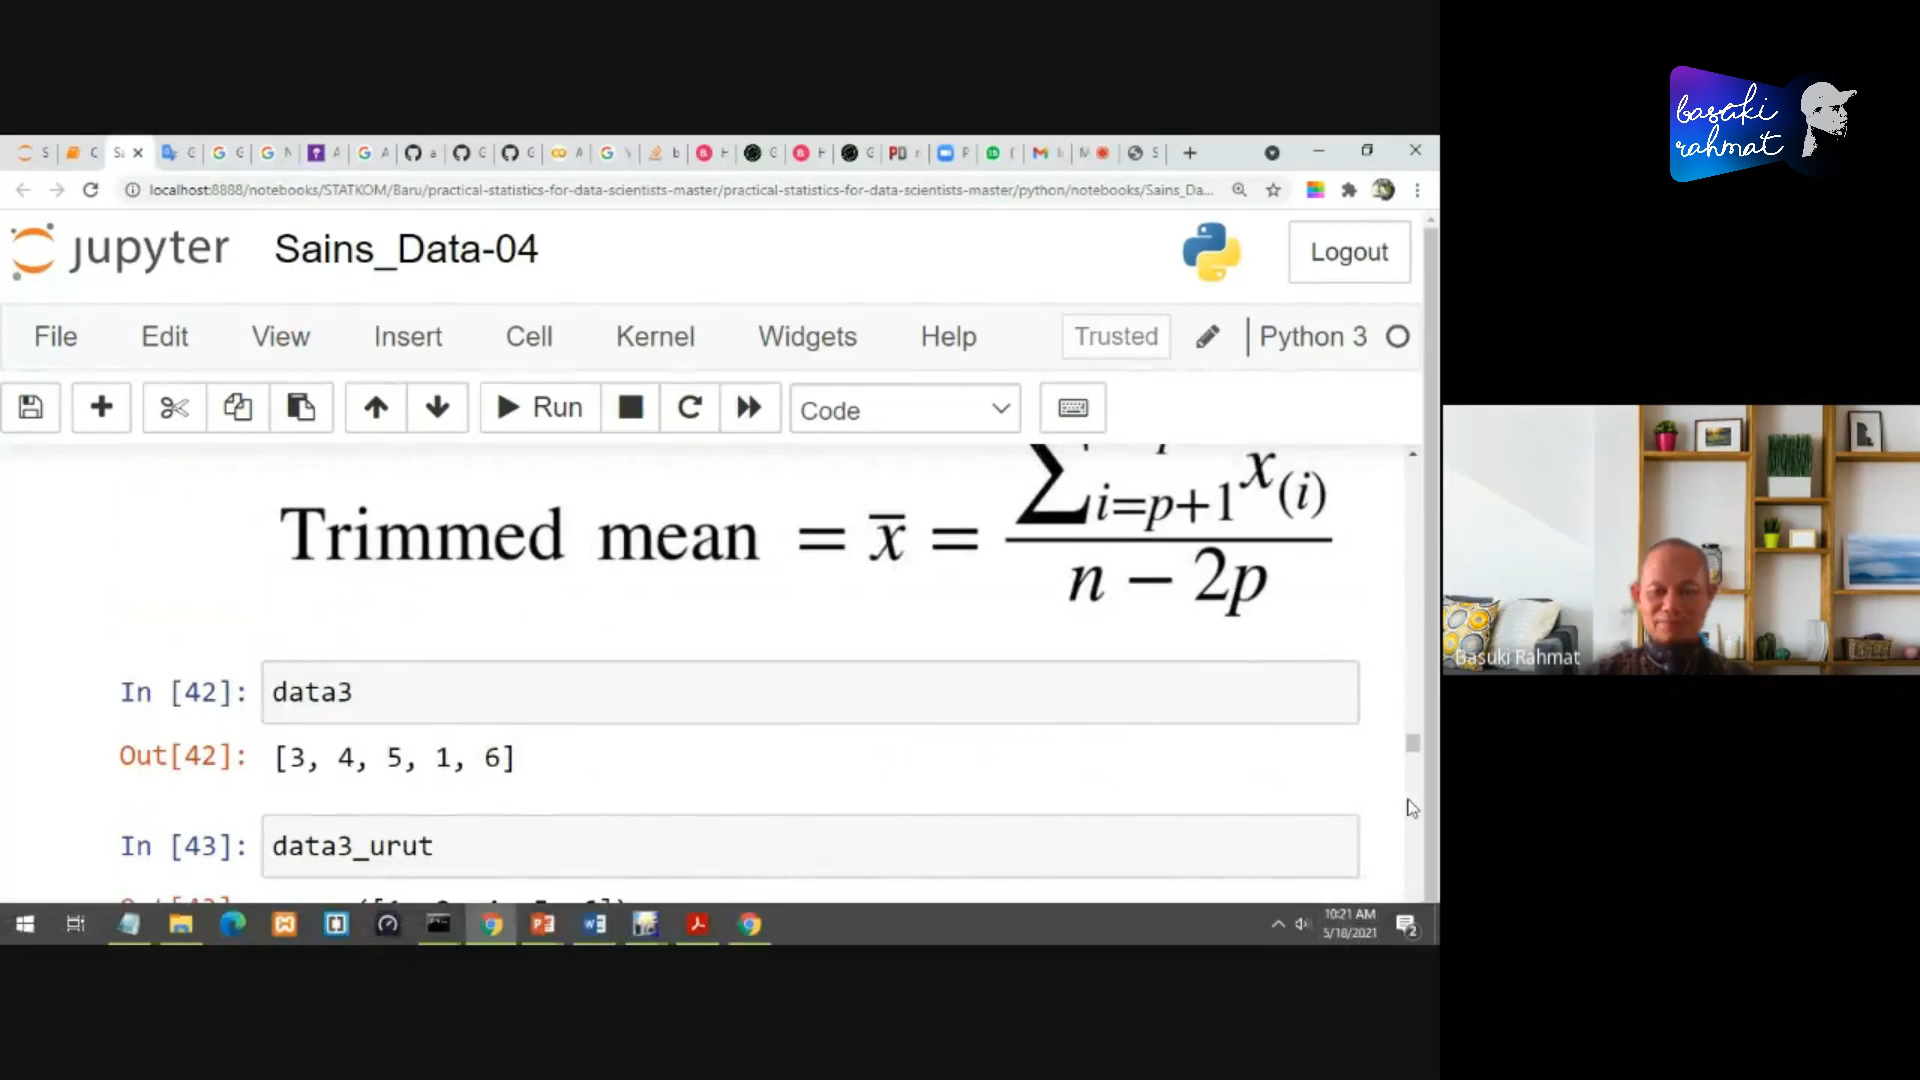 basuki
rahmat
localhost:8888/notebooks/STATKOM/Baru/practical-statistics-for-data-scientists-master/practical-statistics-for-data-scientists-master/python/notebooks/Sains_Da...
jupyter Sains_Data-04 Logout
File Edit View Insert Cell Kernel Widgets Help Trusted Python 3
Run Code
Trimmed mean = x̄ = ∑i=p+1 x(i) / n − 2p
In [42]: data3
Out[42]: [3, 4, 5, 1, 6]
In [43]: data3_urut
Basuki Rahmat
10:21 AM
5/18/2021
2